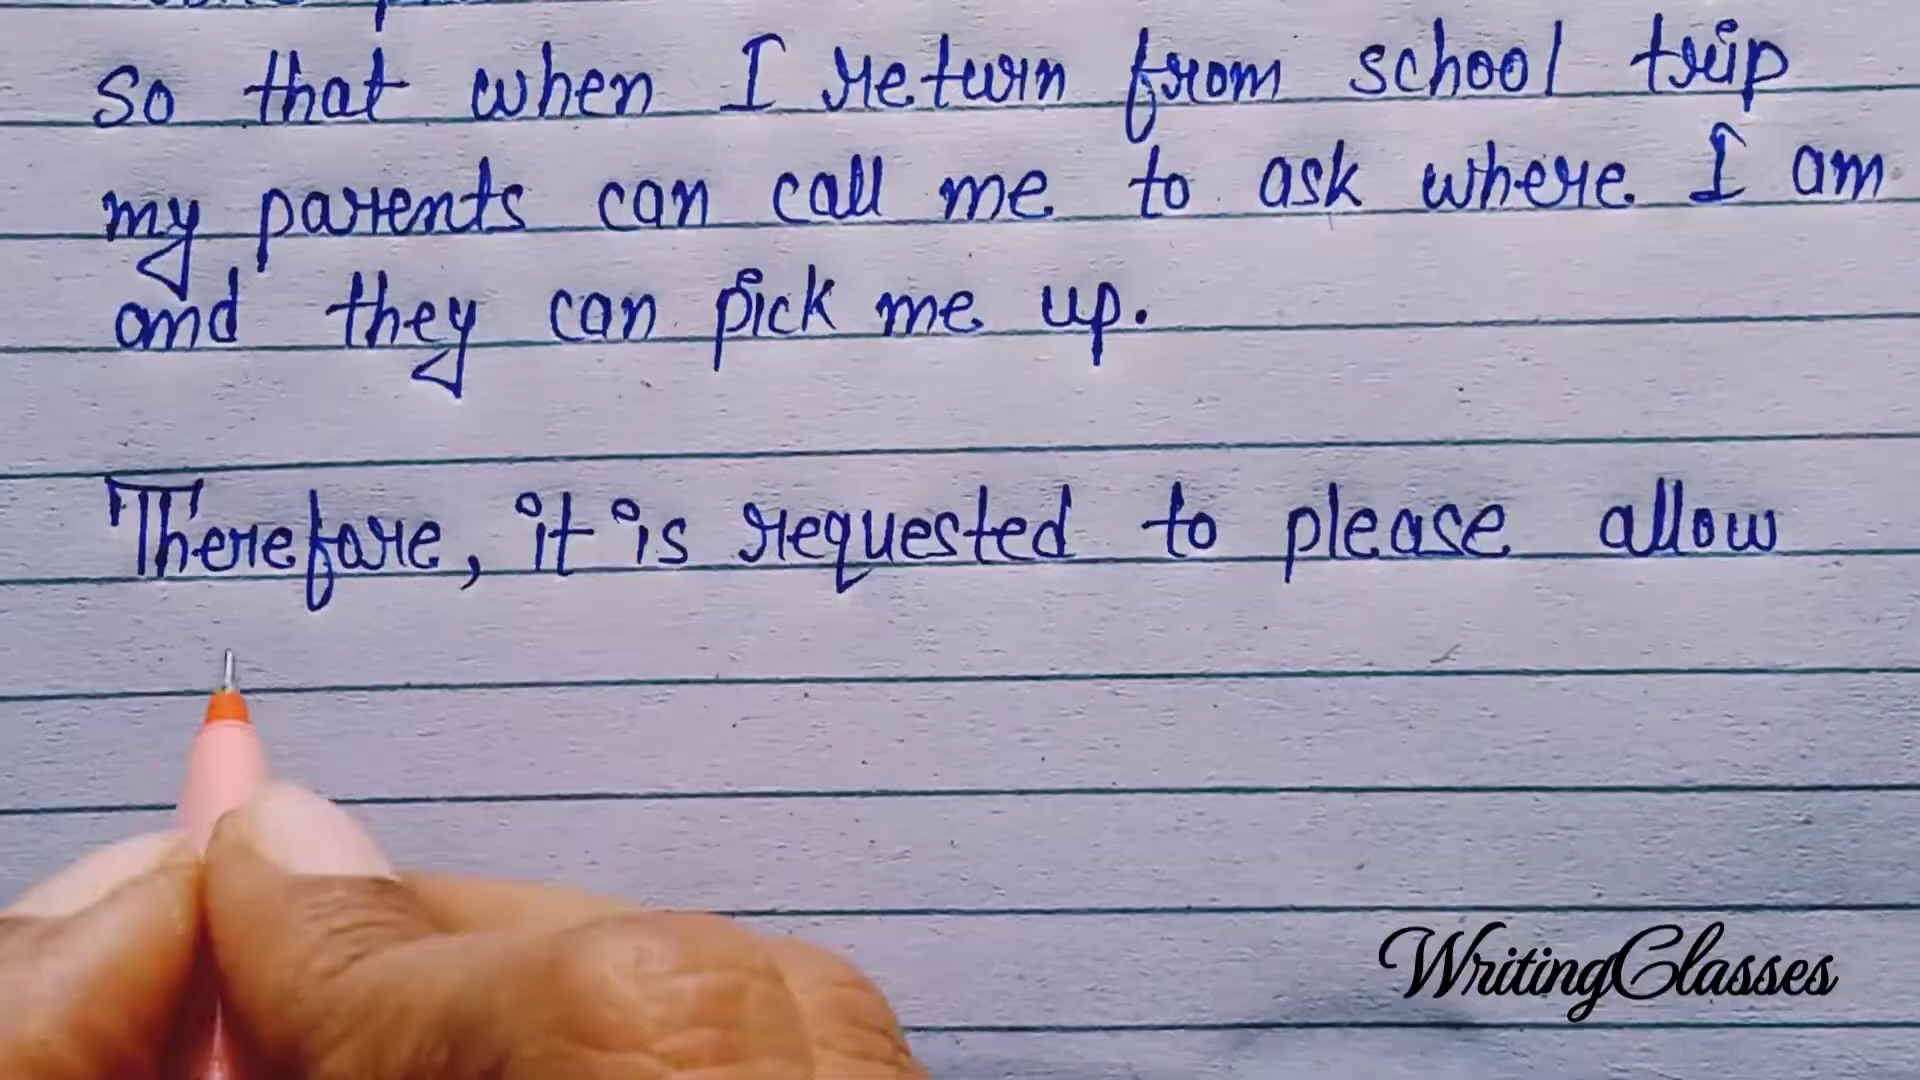 so that when I return from school trip
my parents can call me to ask where I am
and they can pick me up.
Therefore, it is requested to please allow
WritingClasses